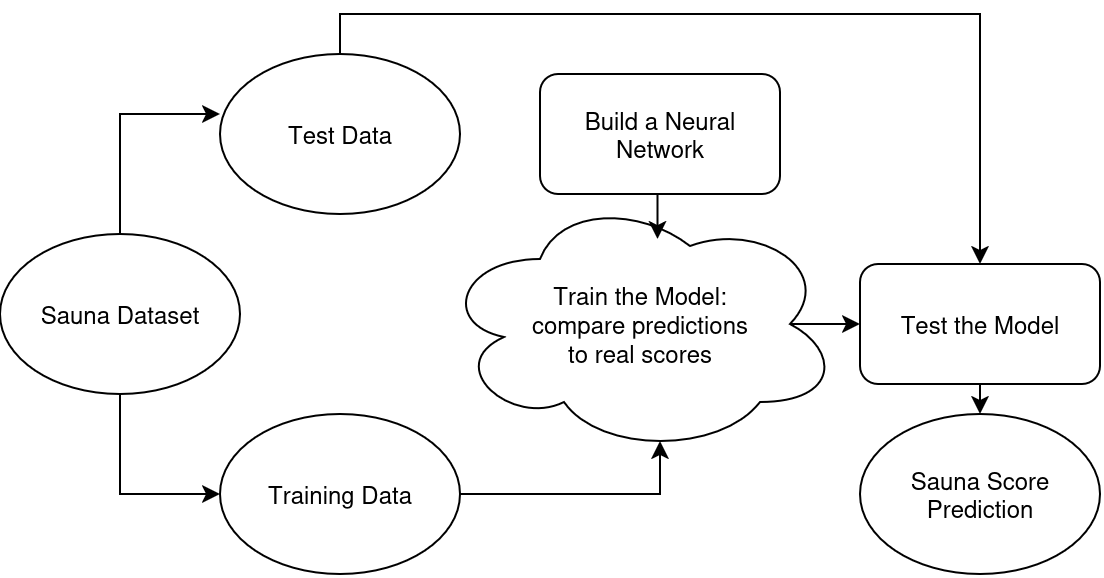 Test Data
Build a Neural
Network
Sauna Dataset
Train the Model:
compare predictions
to real scores
Test the Model
Training Data
Sauna Score
Prediction